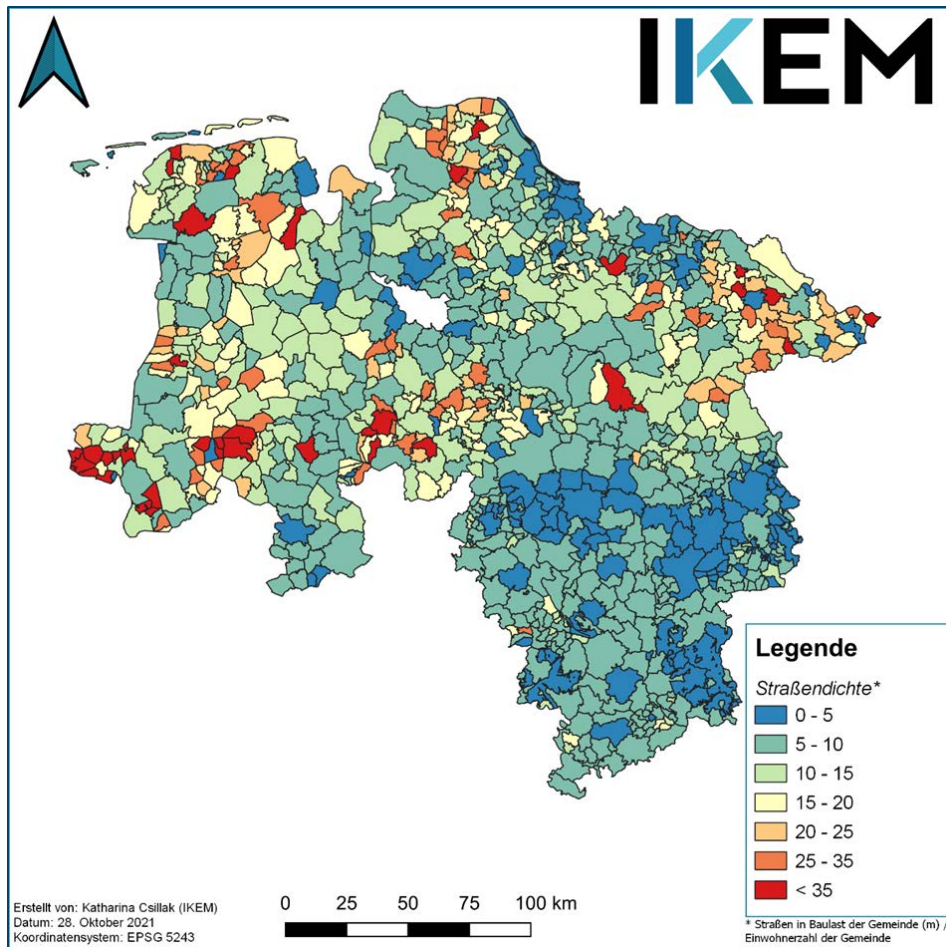 IKEM
Legende
Straßendichte*
0 - 5
5 - 10
10 - 15
15 - 20
20 - 25
25 - 35
< 35
Erstellt von: Katharina Csillak (IKEM)
Datum: 28. Oktober 2021
Koordinatensystem: EPSG 5243
0 25 50 75 100 km
* Straßen in Baulast der Gemeinde (m) /
Einwohnerzahl der Gemeinde